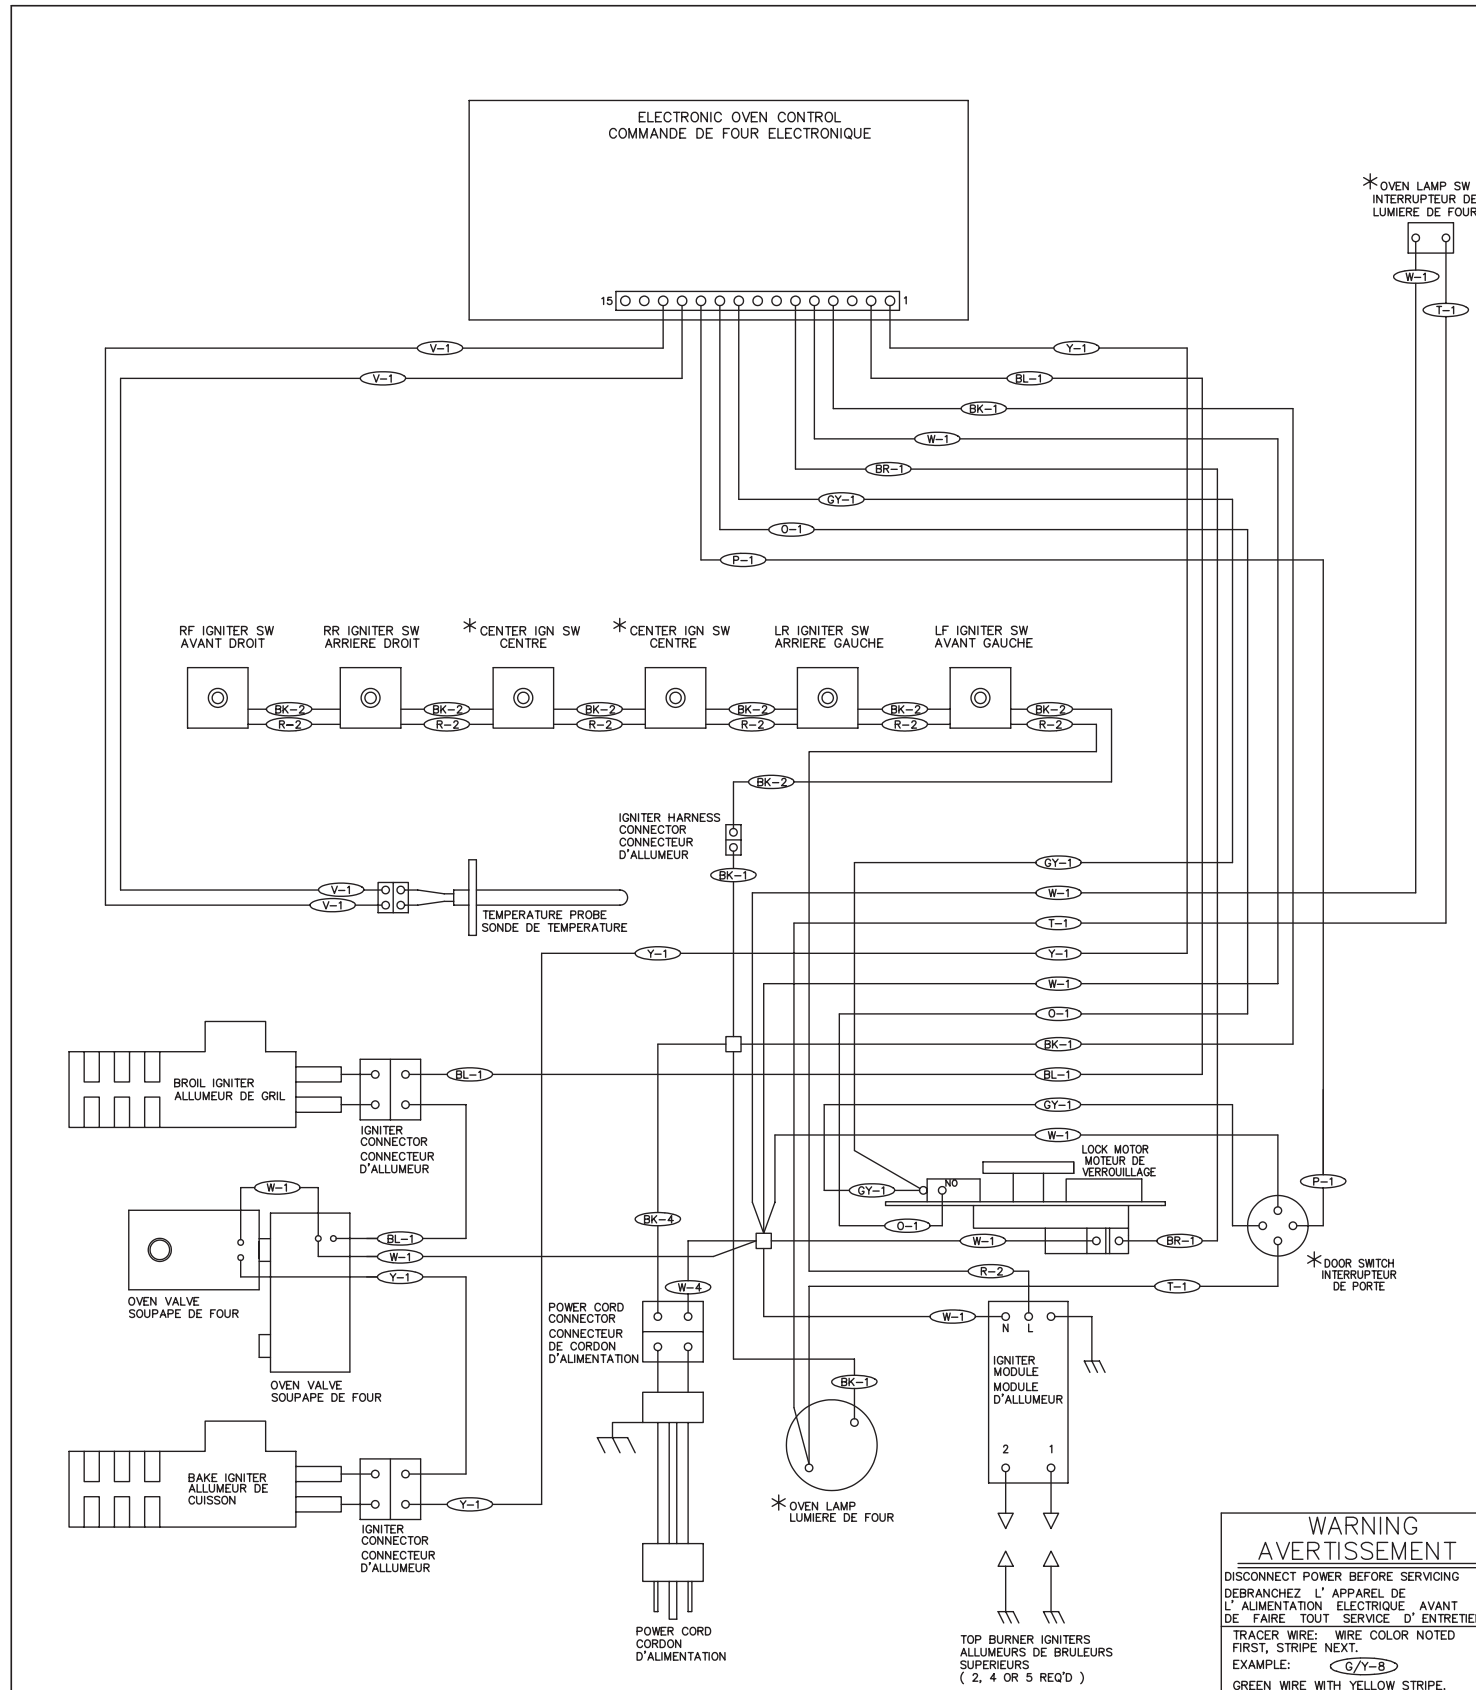 ELECTRONIC OVEN CONTROL
COMMANDE DE FOUR ELECTRONIQUE
*OVEN LAMP SW
INTERRUPTEUR DE
LUMIERE DE FOUR
15
1
W-1
T-1
V-1
Y-1
V-1
BL-1
BK-1
W-1
BR-1
GY-1
O-1
P-1
RF IGNITER SW
AVANT DROIT
RR IGNITER SW
ARRIERE DROIT
*CENTER IGN SW
CENTRE
*CENTER IGN SW
CENTRE
LR IGNITER SW
ARRIERE GAUCHE
LF IGNITER SW
AVANT GAUCHE
BK-2
BK-2
BK-2
BK-2
BK-2
BK-2
R-2
R-2
R-2
R-2
R-2
R-2
BK-2
IGNITER HARNESS
CONNECTOR
CONNECTEUR
D'ALLUMEUR
BK-1
GY-1
V-1
W-1
V-1
TEMPERATURE PROBE
SONDE DE TEMPERATURE
T-1
Y-1
Y-1
W-1
O-1
BK-1
BROIL IGNITER
ALLUMEUR DE GRIL
BL-1
BL-1
GY-1
IGNITER
CONNECTOR
CONNECTEUR
D'ALLUMEUR
W-1
LOCK MOTOR
MOTEUR DE
VERROUILLAGE
W-1
GY-1
NO
P-1
BK-4
O-1
BL-1
W-1
W-1
BR-1
Y-1
R-2
T-1
*DOOR SWITCH
INTERRUPTEUR
DE PORTE
W-4
OVEN VALVE
SOUPAPE DE FOUR
POWER CORD
CONNECTOR
CONNECTEUR
DE CORDON
D'ALIMENTATION
W-1
N
L
IGNITER
MODULE
MODULE
D'ALLUMEUR
OVEN VALVE
SOUPAPE DE FOUR
BK-1
2
1
BAKE IGNITER
ALLUMEUR DE
CUISSON
Y-1
*OVEN LAMP
LUMIERE DE FOUR
IGNITER
CONNECTOR
CONNECTEUR
D'ALLUMEUR
POWER CORD
CORDON
D'ALIMENTATION
TOP BURNER IGNITERS
ALLUMEURS DE BRULEURS
SUPERIEURS
( 2, 4 OR 5 REQ'D )
WARNING
AVERTISSEMENT
DISCONNECT POWER BEFORE SERVICING
DEBRANCHEZ L' APPAREL DE
L' ALIMENTATION ELECTRIQUE AVANT
DE FAIRE TOUT SERVICE D' ENTRETIE
TRACER WIRE: WIRE COLOR NOTED
FIRST, STRIPE NEXT.
EXAMPLE: G/Y-8
GREEN WIRE WITH YELLOW STRIPE.